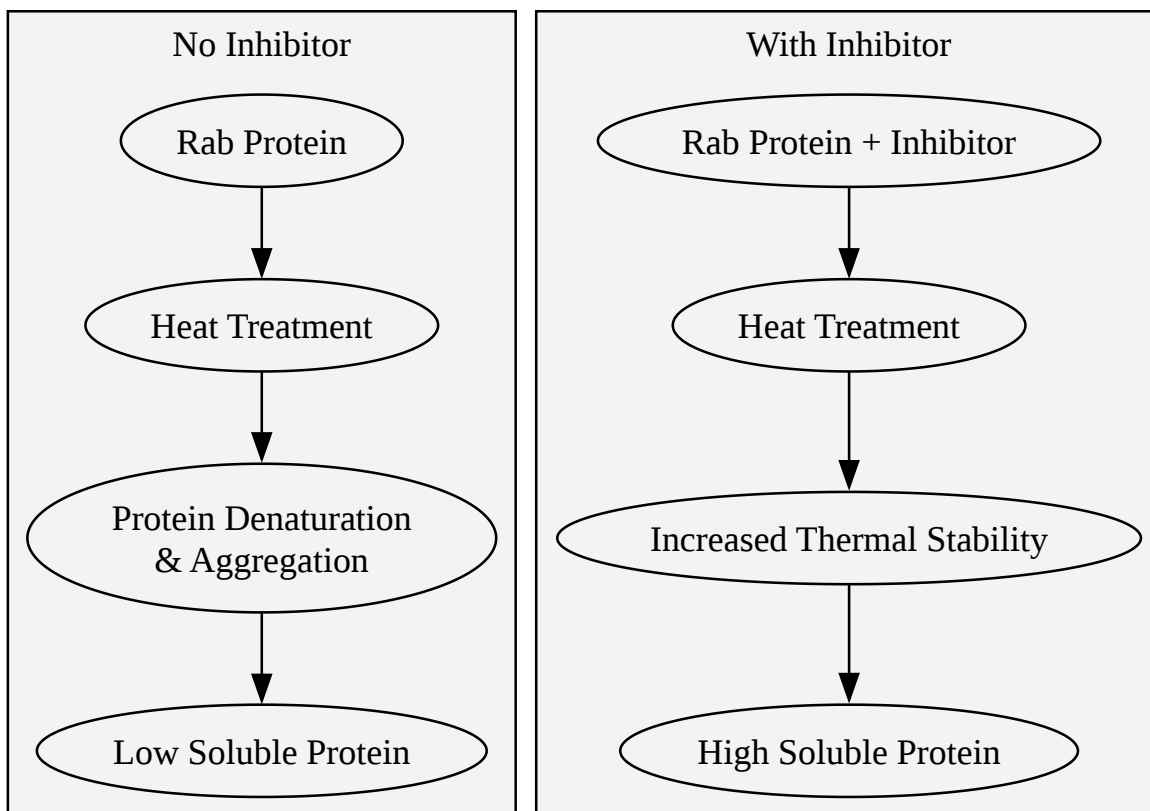 No Inhibitor
Rab Protein
Heat Treatment
Protein Denaturation
& Aggregation
Low Soluble Protein
With Inhibitor
Rab Protein + Inhibitor
Heat Treatment
Increased Thermal Stability
High Soluble Protein